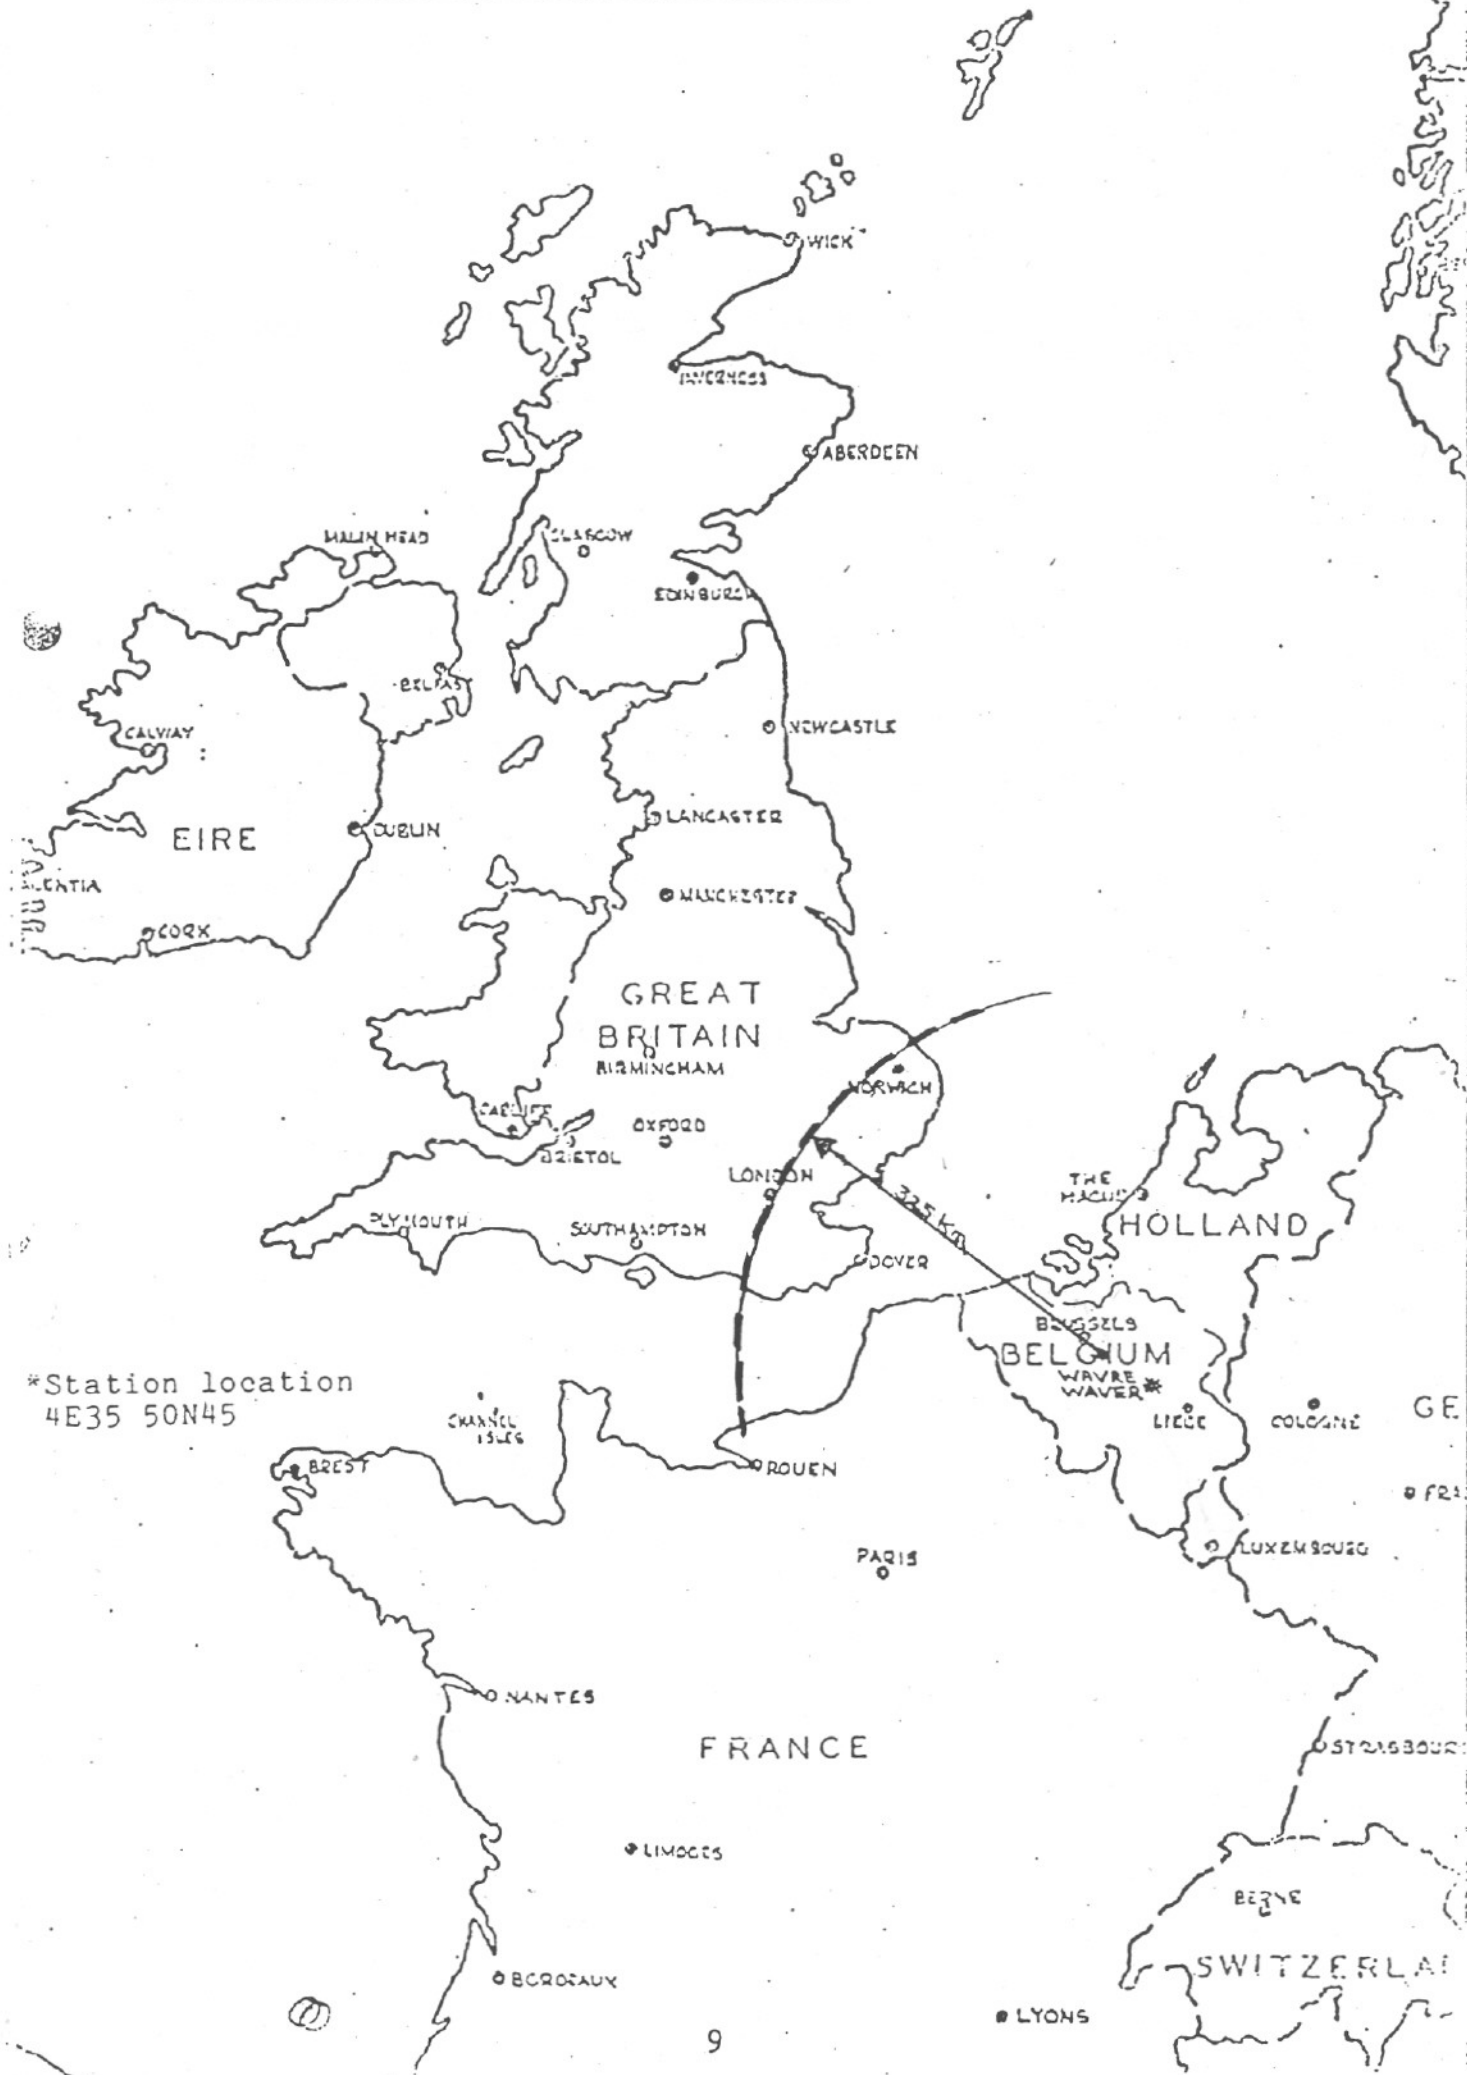 WICK
INVERNESS
ABERDEEN
MALIN HEAD
GLASGOW
EDINBURGH
BELFAST
NEWCASTLE
GALWAY
LANCASTER
EIRE
DUBLIN
MANCHESTER
CORK
GREAT
BRITAIN
BIRMINGHAM
NORWICH
CARDIFF
OXFORD
BRISTOL
LONDON
THE
HAGUE
325 Km
HOLLAND
PLYMOUTH
SOUTHAMPTON
DOVER
BRUSSELS
BELGIUM
WAVRE
WAVER*
*Station location
4E35 50N45
CHANNEL
ISLES
LIEGE
COLOGNE
GE
BREST
ROUEN
FRA
LUXEMBOURG
PARIS
NANTES
FRANCE
STRASBOUR
LIMOGES
BERNE
SWITZERLA
BORDEAUX
LYONS
9